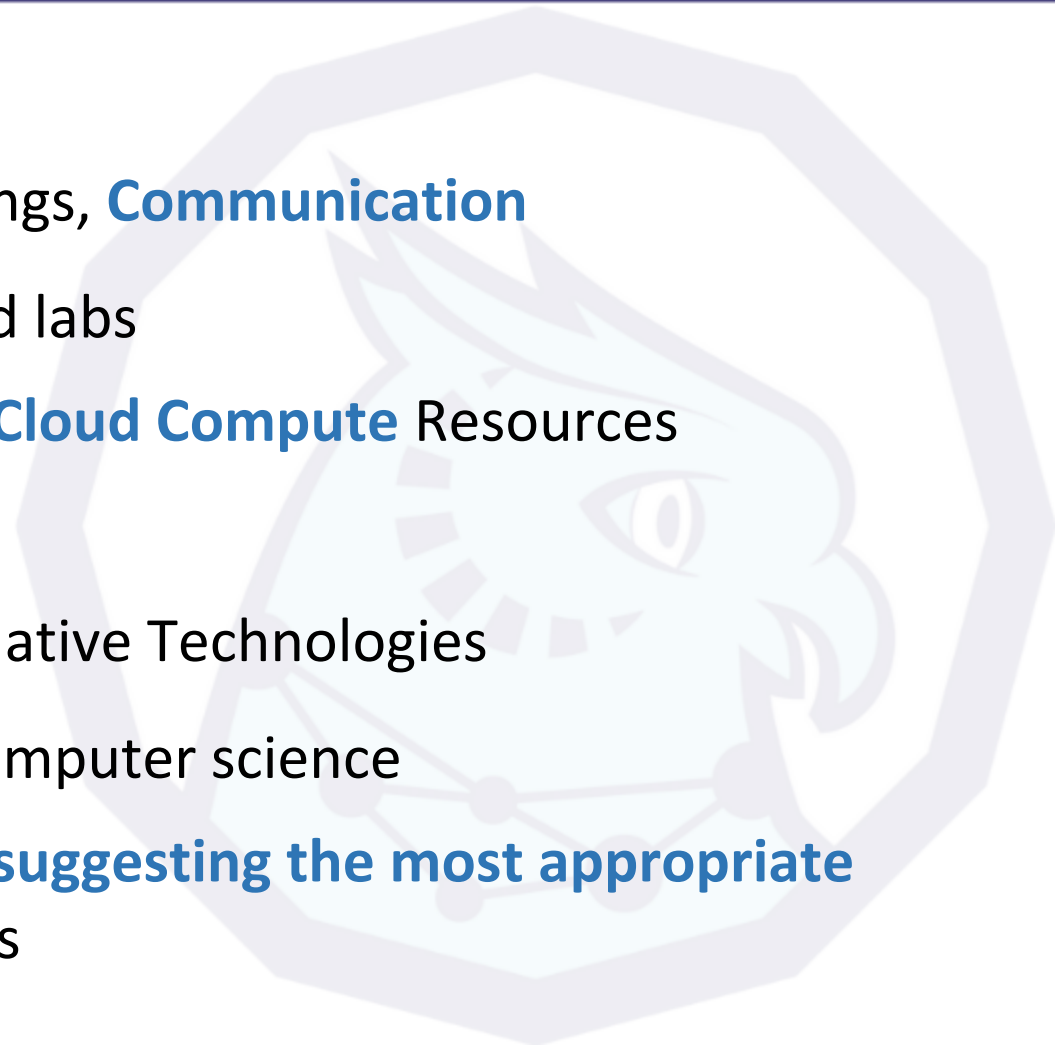 ngs, Communication
d labs
Cloud Compute Resources
ative Technologies
mputer science
suggesting the most appropriate
s